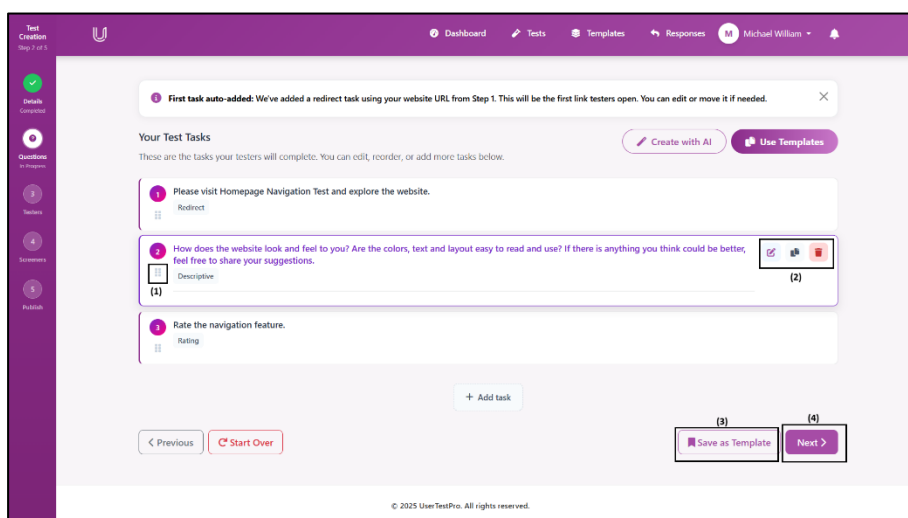 Test
Creation
Step 2 of 5
Dashboard
Tests
Templates
Responses
M
Michael William
Details
Completed
Questions
In Progress
3
Testers
4
Screeners
5
Publish
First task auto-added: We've added a redirect task using your website URL from Step 1. This will be the first link testers open. You can edit or move it if needed.
Your Test Tasks
These are the tasks your testers will complete. You can edit, reorder, or add more tasks below.
Create with AI
Use Templates
1
Please visit Homepage Navigation Test and explore the website.
Redirect
2
How does the website look and feel to you? Are the colors, text and layout easy to read and use? If there is anything you think could be better,
feel free to share your suggestions.
Descriptive
(1)
(2)
3
Rate the navigation feature.
Rating
+ Add task
(3)
(4)
Previous
Start Over
Save as Template
Next
© 2025 UserTestPro. All rights reserved.